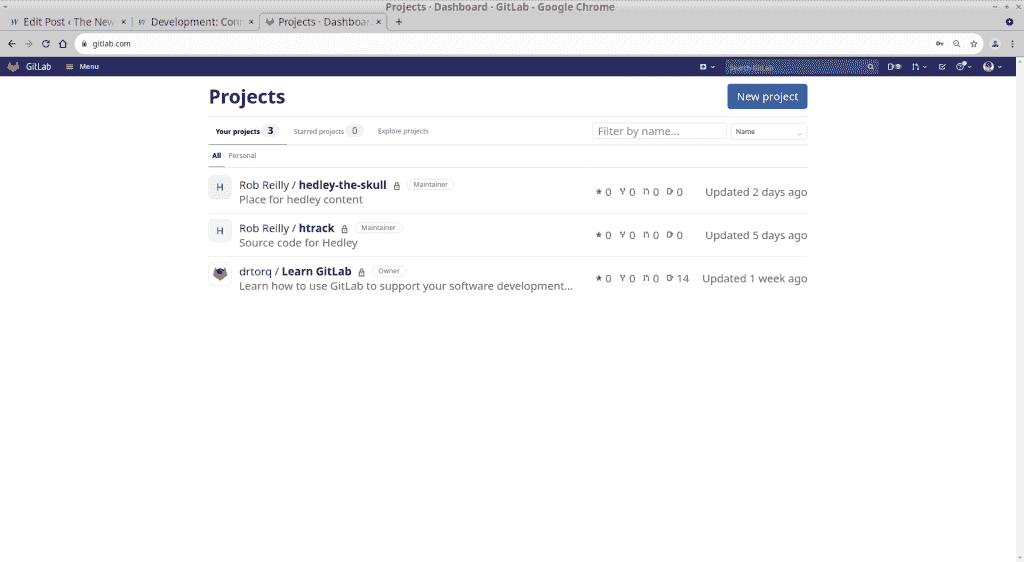 Projects · Dashboard · GitLab - Google Chrome
Edit Post ‹ The New
Development: Con
Projects · Dashboar
gitlab.com
GitLab Menu Search GitLab
Projects New project
Your projects 3 Starred projects 0 Explore projects Filter by name... Name
All Personal
H Rob Reilly / hedley-the-skull Maintainer
Place for hedley content
0 0 0 0 Updated 2 days ago
H Rob Reilly / htrack Maintainer
Source code for Hedley
0 0 0 0 Updated 5 days ago
drtorq / Learn GitLab Owner
Learn how to use GitLab to support your software development...
0 0 0 14 Updated 1 week ago